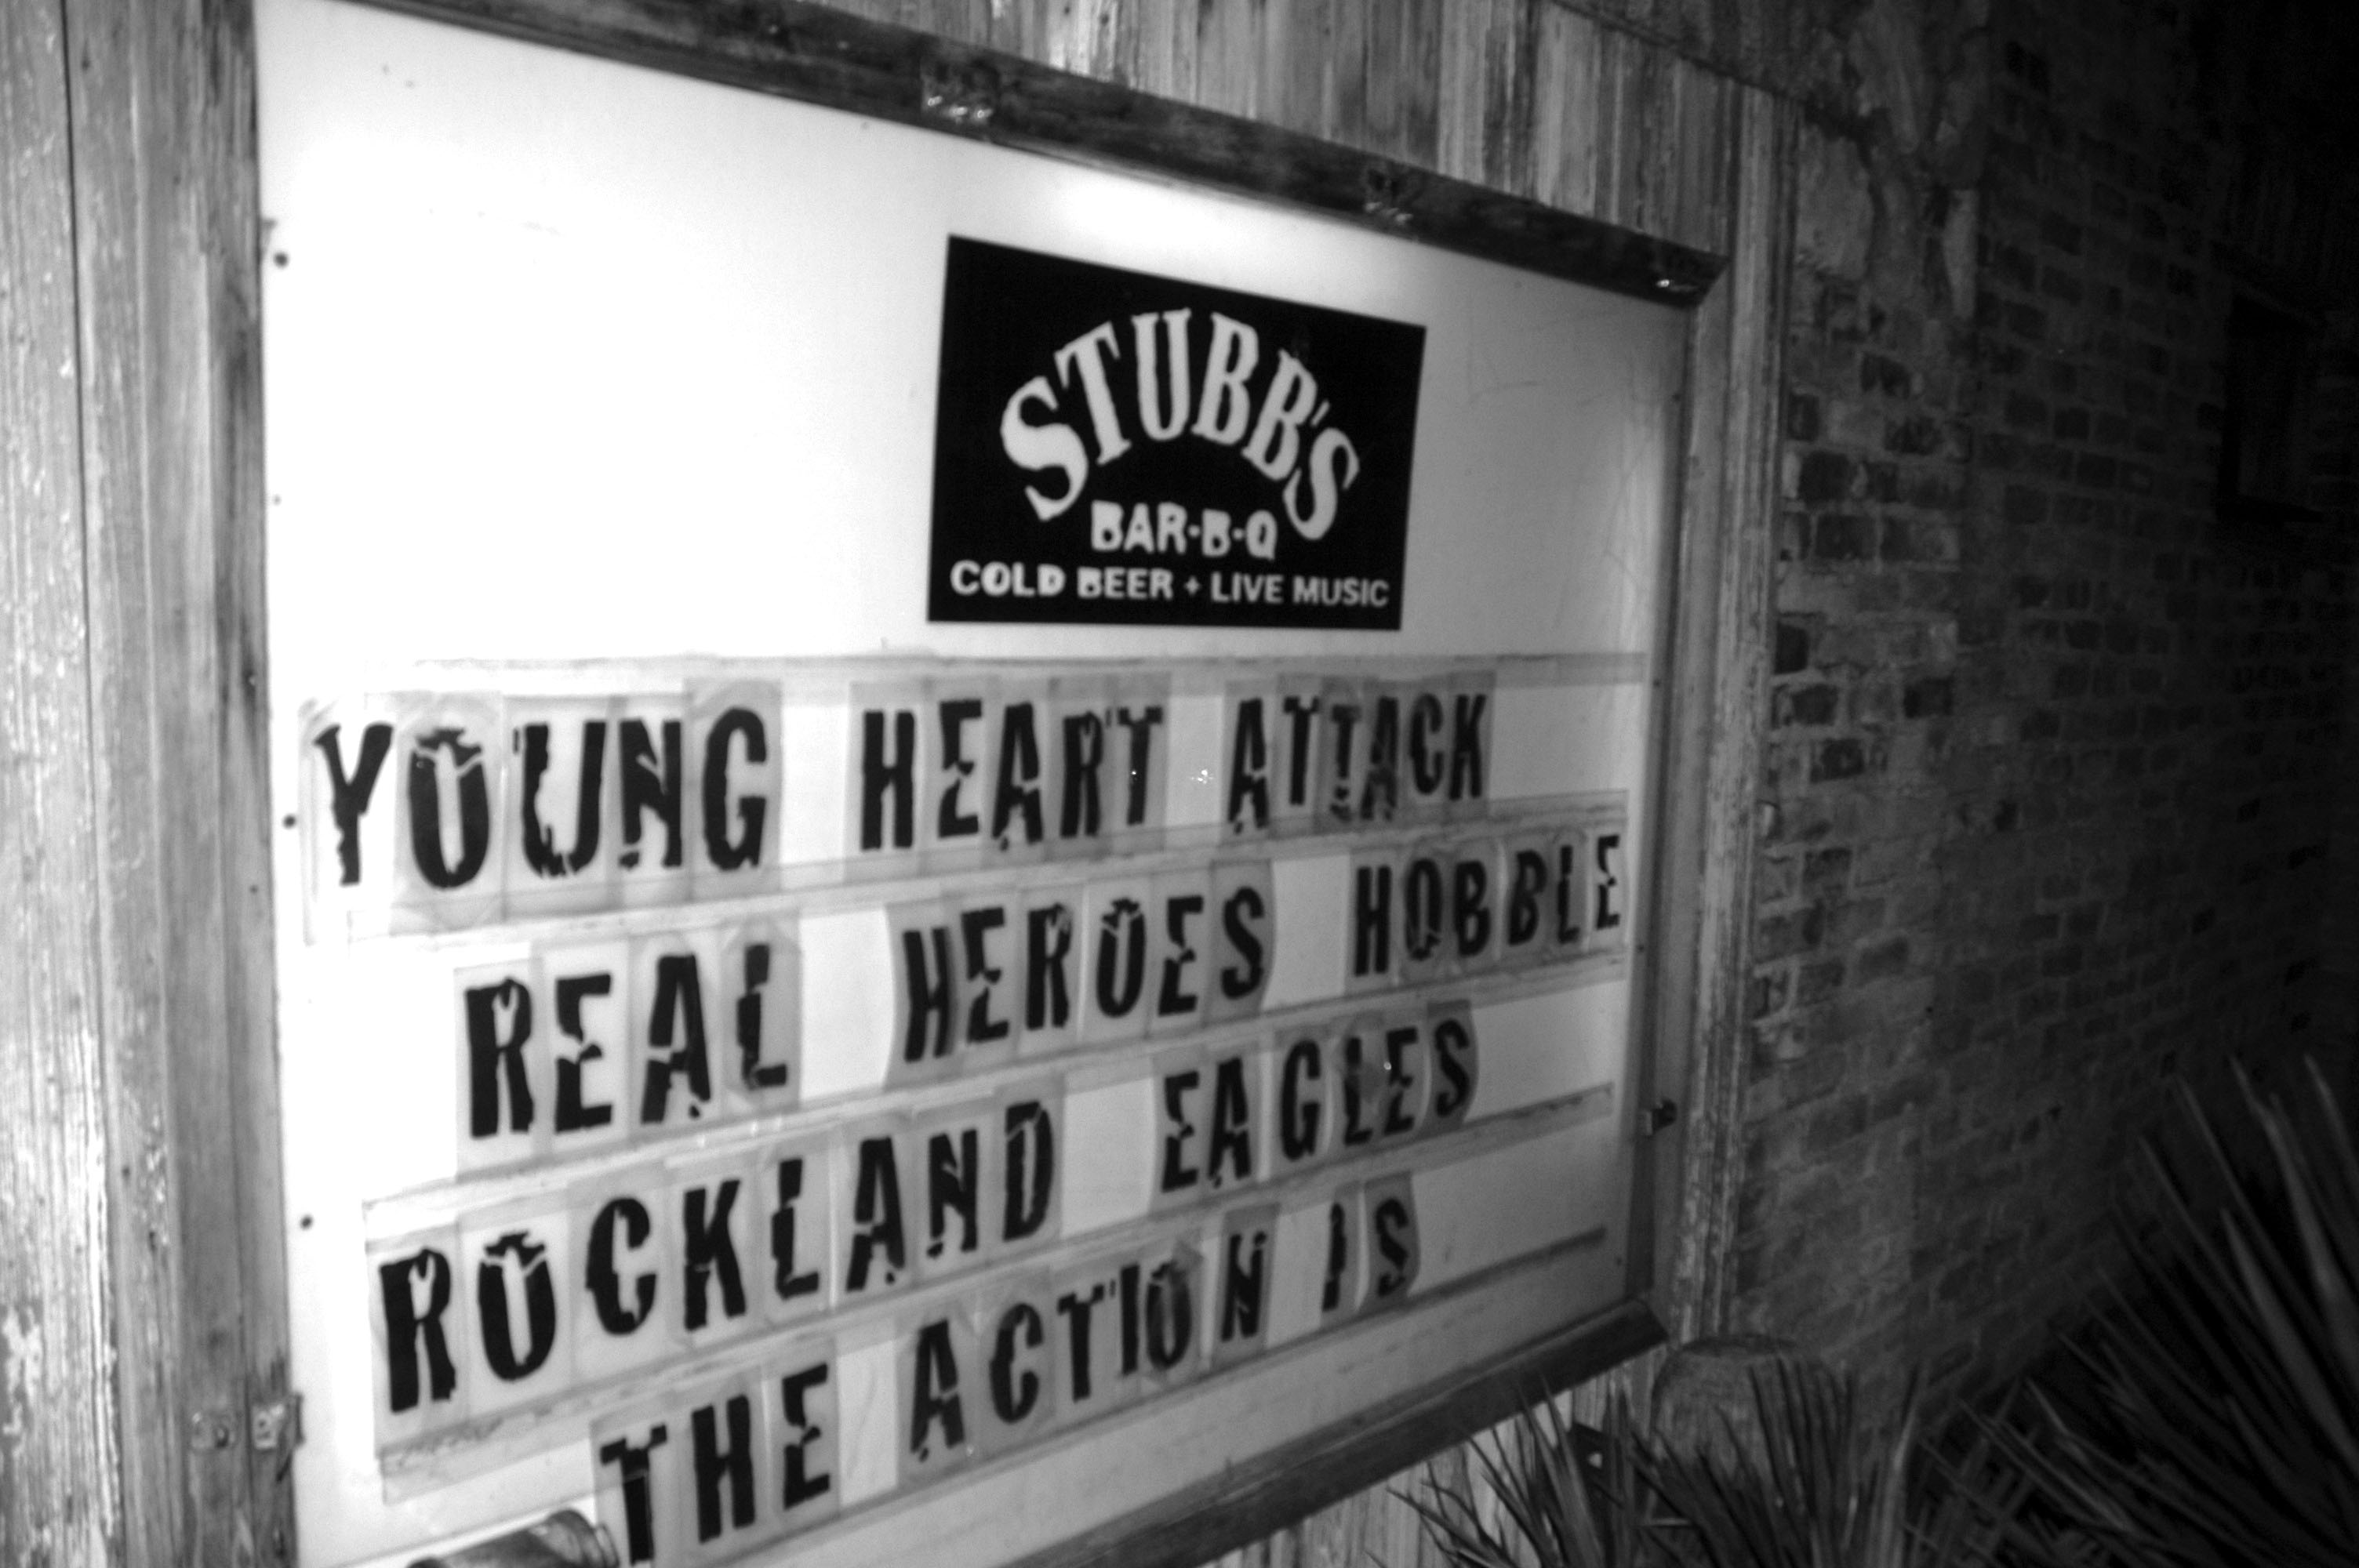 STUBB'S
BAR-B-Q
COLD BEER + LIVE MUSIC
YOUNG HEART ATTACK
REAL HEROES HOBBLE
ROCKLAND EAGLES
THE ACTION IS